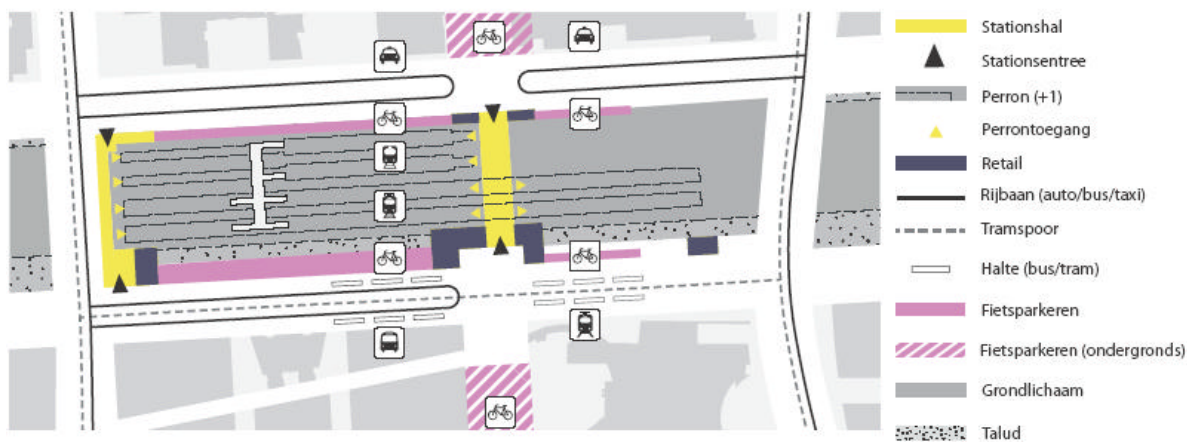 Stationshal
Stationsentree
Perron (+1)
Perrontoegang
Retail
Rijbaan (auto/bus/taxi)
Tramspoor
Halte (bus/tram)
Fietsparkeren
Fietsparkeren (ondergronds)
Grondlichaam
Talud